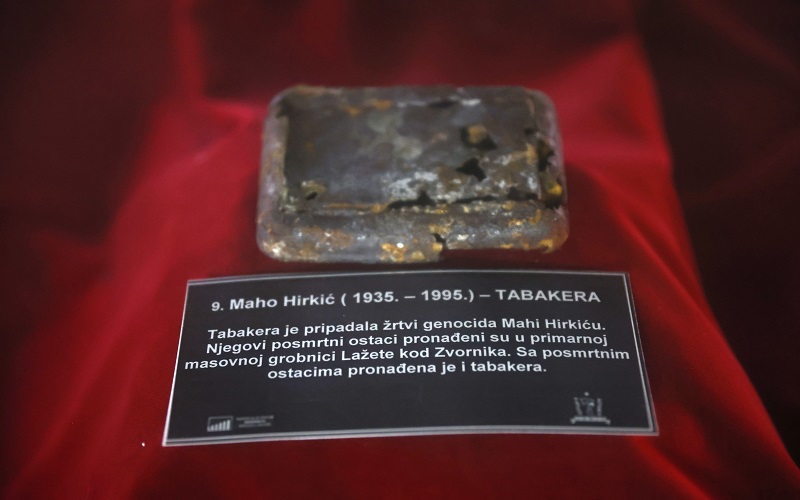 9. Maho Hirkić ( 1935. – 1995.) – TABAKERA
Tabakera je pripadala žrtvi genocida Mahi Hirkiću.
Njegovi posmrtni ostaci pronađeni su u primarnoj
masovnoj grobnici Lažete kod Zvornika. Sa posmrtnim
ostacima pronađena je i tabakera.